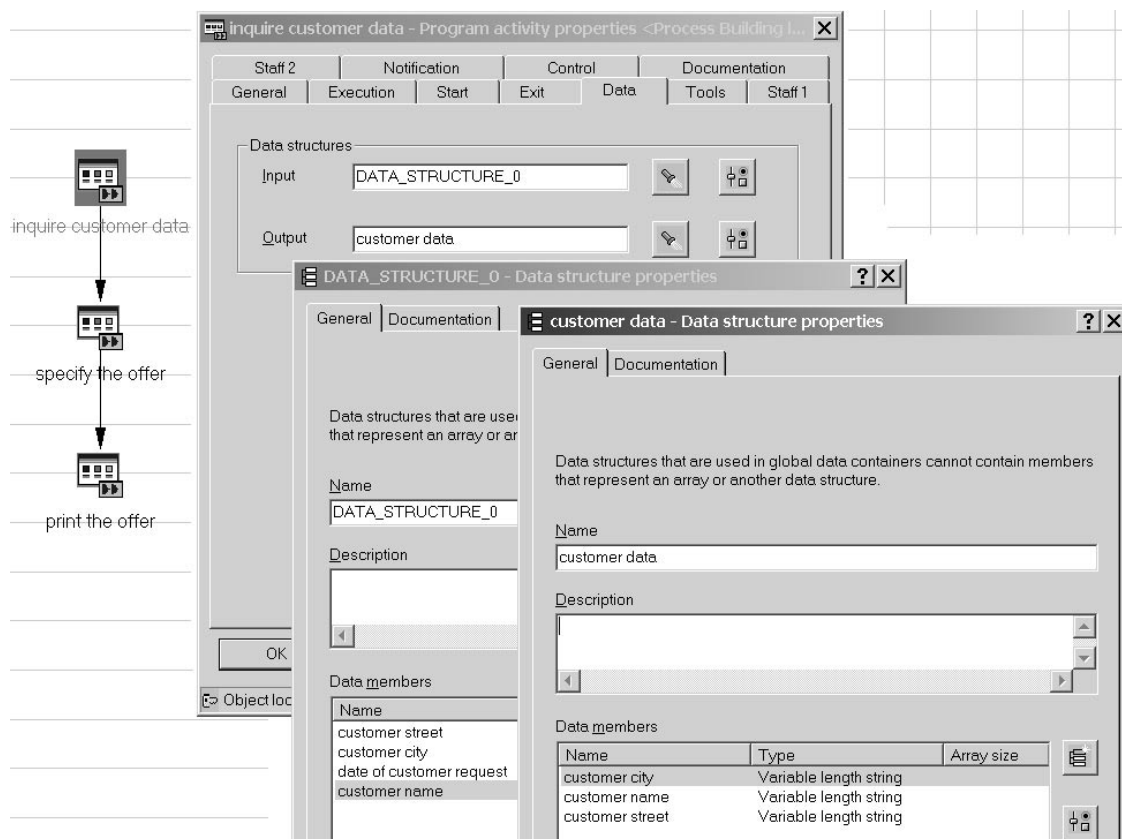 inquire customer data - Program activity properties <Process Building l...
Staff 2 Notification Control Documentation
General Execution Start Exit Data Tools Staff 1
Data structures
Input DATA_STRUCTURE_0
Output customer data
inquire customer data
specify the offer
print the offer
OK
Object loc
DATA_STRUCTURE_0 - Data structure properties
General Documentation
Data structures that are used
that represent an array or
Name
DATA_STRUCTURE_0
Description
Data members
Name
customer street
customer city
date of customer request
customer name
customer data - Data structure properties
General Documentation
Data structures that are used in global data containers cannot contain members
that represent an array or another data structure.
Name
customer data
Description
Data members
Name Type Array size
customer city Variable length string
customer name Variable length string
customer street Variable length string